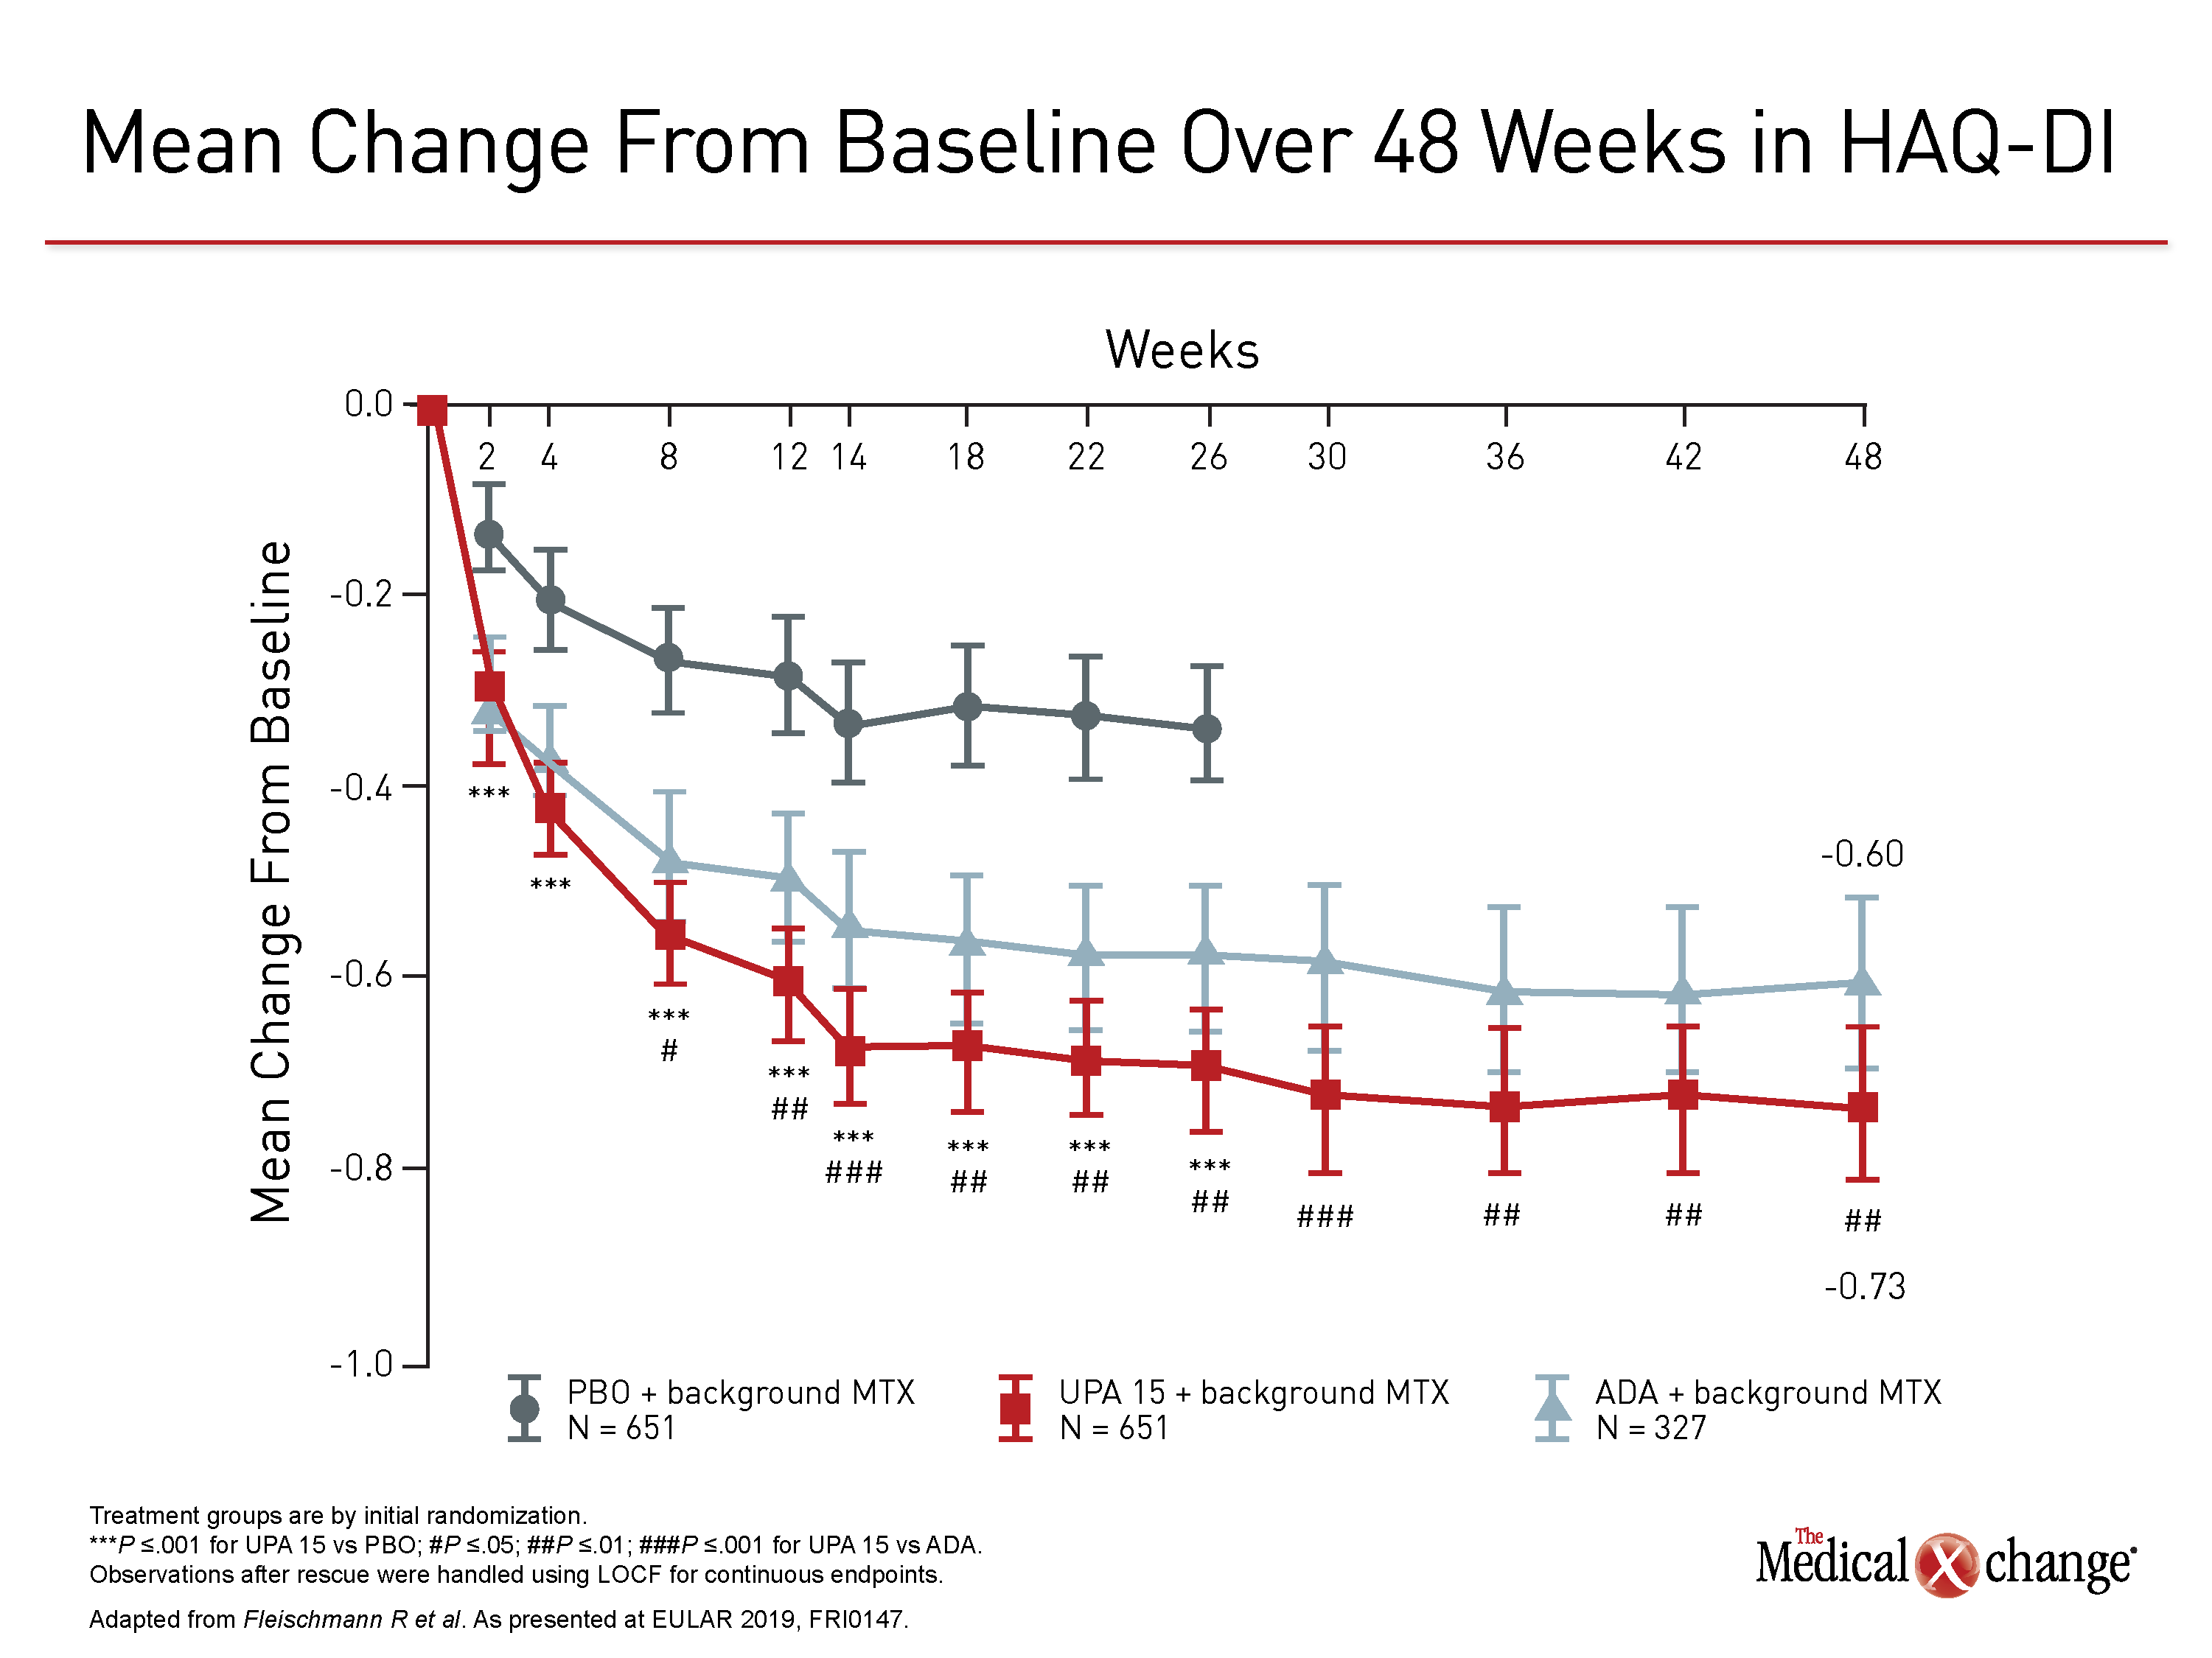 Mean Change From Baseline Over 48 Weeks in HAQ-DI
Weeks
0.0
2 4 8 12 14 18 22 26 30 36 42 48
Mean Change From Baseline
-0.2
-0.4
-0.6
-0.8
-1.0
***
***
***
#
***
##
***
###
***
##
***
##
***
##
###
##
##
##
-0.60
-0.73
PBO + background MTX
N = 651
UPA 15 + background MTX
N = 651
ADA + background MTX
N = 327
Treatment groups are by initial randomization.
***P ≤.001 for UPA 15 vs PBO; #P ≤.05; ##P ≤.01; ###P ≤.001 for UPA 15 vs ADA.
Observations after rescue were handled using LOCF for continuous endpoints.
Adapted from Fleischmann R et al. As presented at EULAR 2019, FRI0147.
The
Medical X change